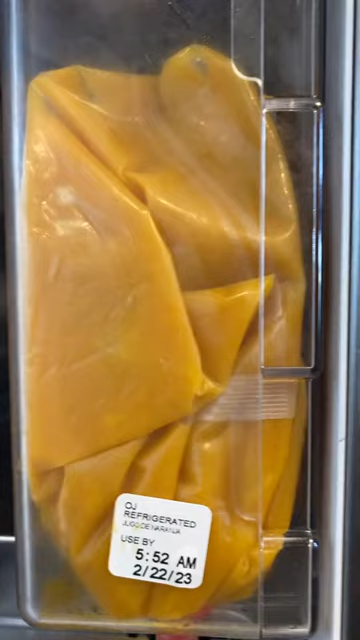 OJ
REFRIGERATED
JUGO DE NARANJA
USE BY
5:52 AM
2/22/23